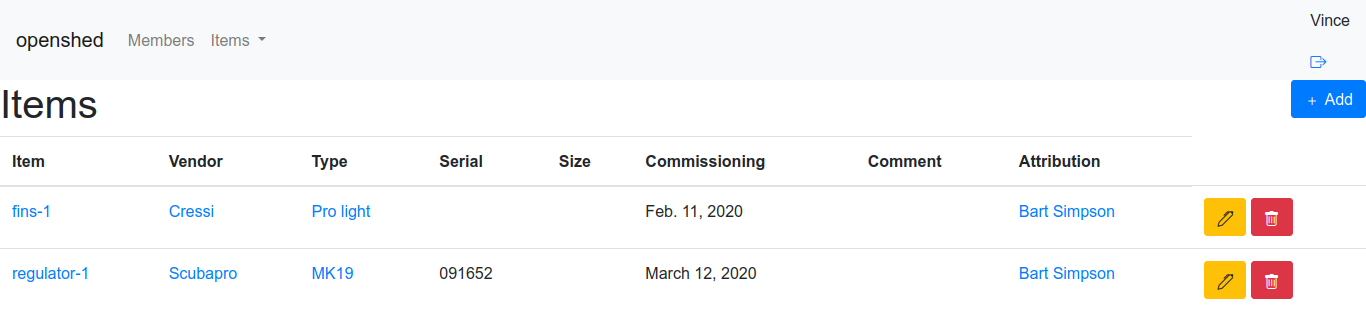 Vince
openshed Members Items
Items
+ Add
Item Vendor Type Serial Size Commissioning Comment Attribution
fins-1 Cressi Pro light Feb. 11, 2020 Bart Simpson
regulator-1 Scubapro MK19 091652 March 12, 2020 Bart Simpson